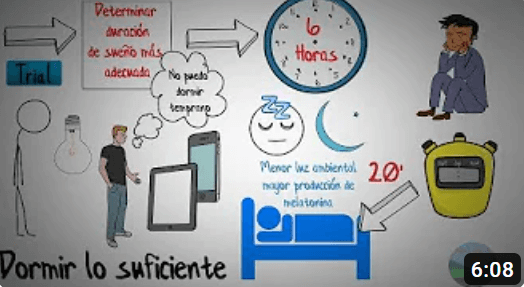 Determinar
duración
de sueño más
adecuada
Trial
6
Horas
No puedo
dormir
temprano
Menor luz ambiental
mayor producción de
melatonina
20'
Dormir lo suficiente
6:08